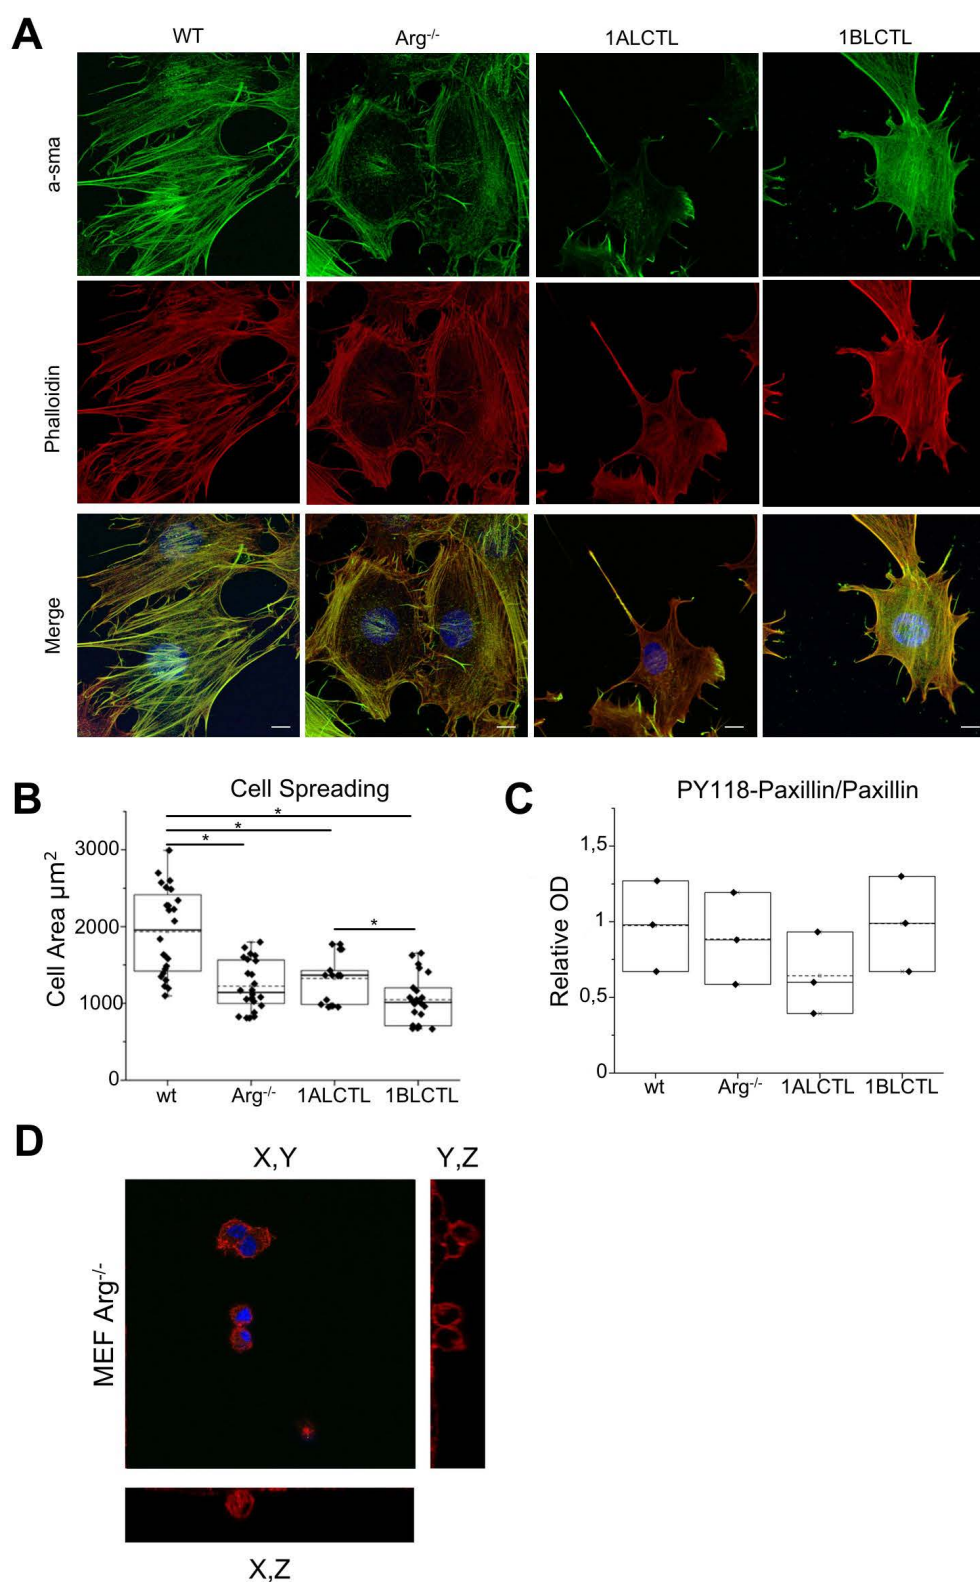 A
WT Arg-/- 1ALCTL 1BLCTL
a-sma
Phalloidin
Merge
B
Cell Spreading
Cell Area µm2
3000
2000
1000
0
* * * *
wt Arg-/- 1ALCTL 1BLCTL
C
PY118-Paxillin/Paxillin
Relative OD
1,5
1
0,5
0
wt Arg-/- 1ALCTL 1BLCTL
D
X,Y Y,Z
MEF Arg-/-
X,Z